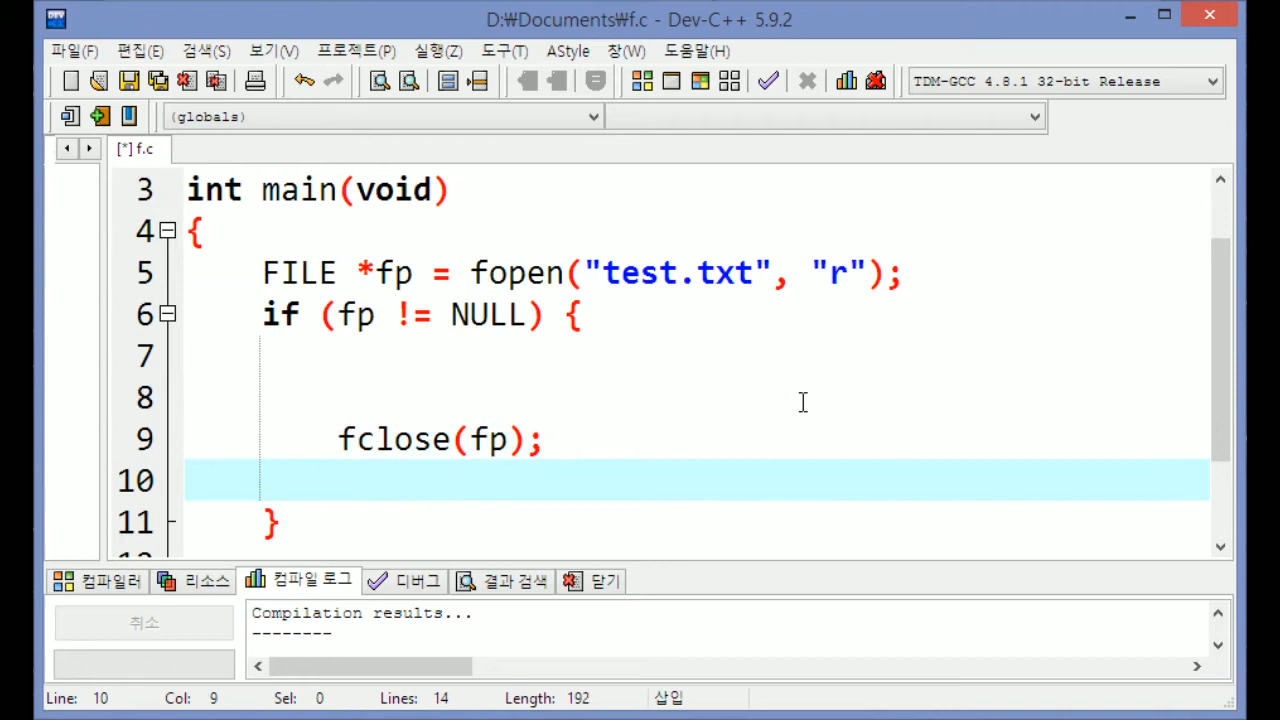 D:₩Documents₩f.c - Dev-C++ 5.9.2
파일(F) 편집(E) 검색(S) 보기(V) 프로젝트(P) 실행(Z) 도구(T) AStyle 창(W) 도움말(H)
TDM-GCC 4.8.1 32-bit Release
(globals)
[*] f.c
3 int main(void)
4 {
5 FILE *fp = fopen("test.txt", "r");
6 if (fp != NULL) {
7
8
9 fclose(fp);
10
11 }
컴파일러 리소스 컴파일 로그 디버그 결과 검색 닫기
취소
Compilation results...
--------
Line: 10 Col: 9 Sel: 0 Lines: 14 Length: 192 삽입